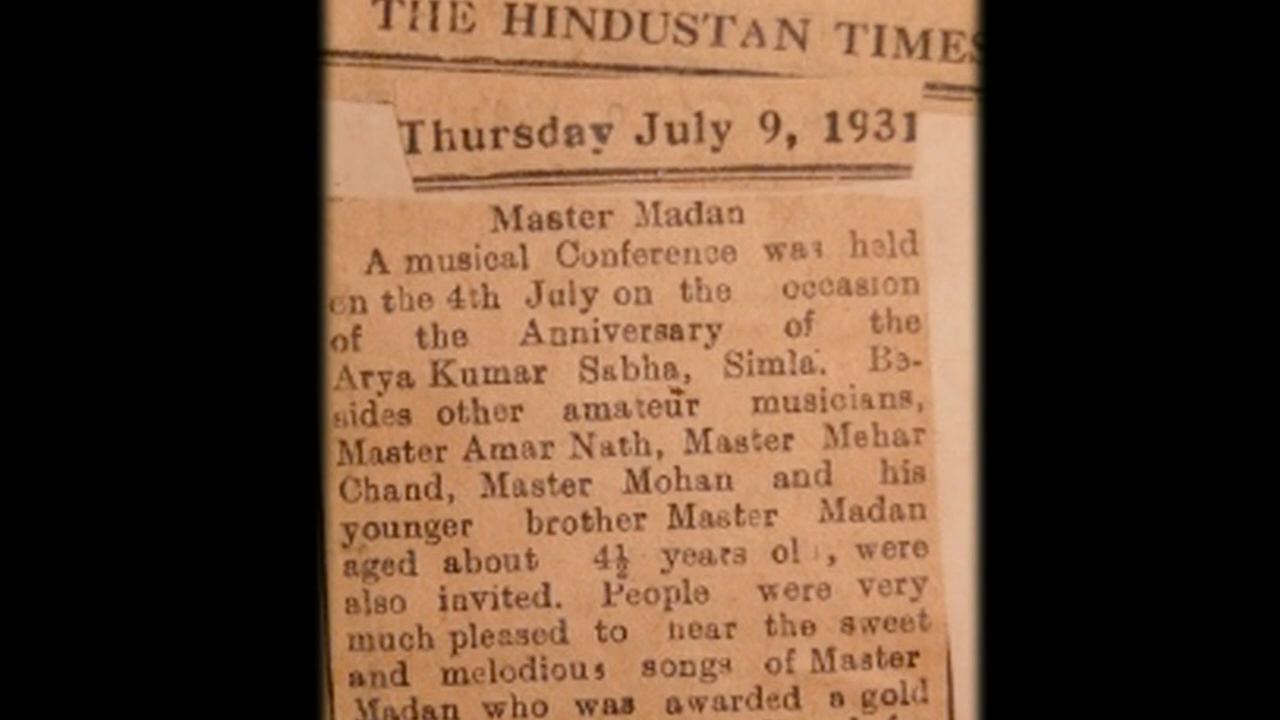 THE HINDUSTAN TIMES
Thursday July 9, 1931
Master Madan
A musical Conference was held
on the 4th July on the occasion
of the Anniversary of the
Arya Kumar Sabha, Simla. Be-
sides other amateur musicians,
Master Amar Nath, Master Mehar
Chand, Master Mohan and his
younger brother Master Madan
aged about 4½ years ol , were
also invited. People were very
much pleased to hear the sweet
and melodious songs of Master
Madan who was awarded a gold